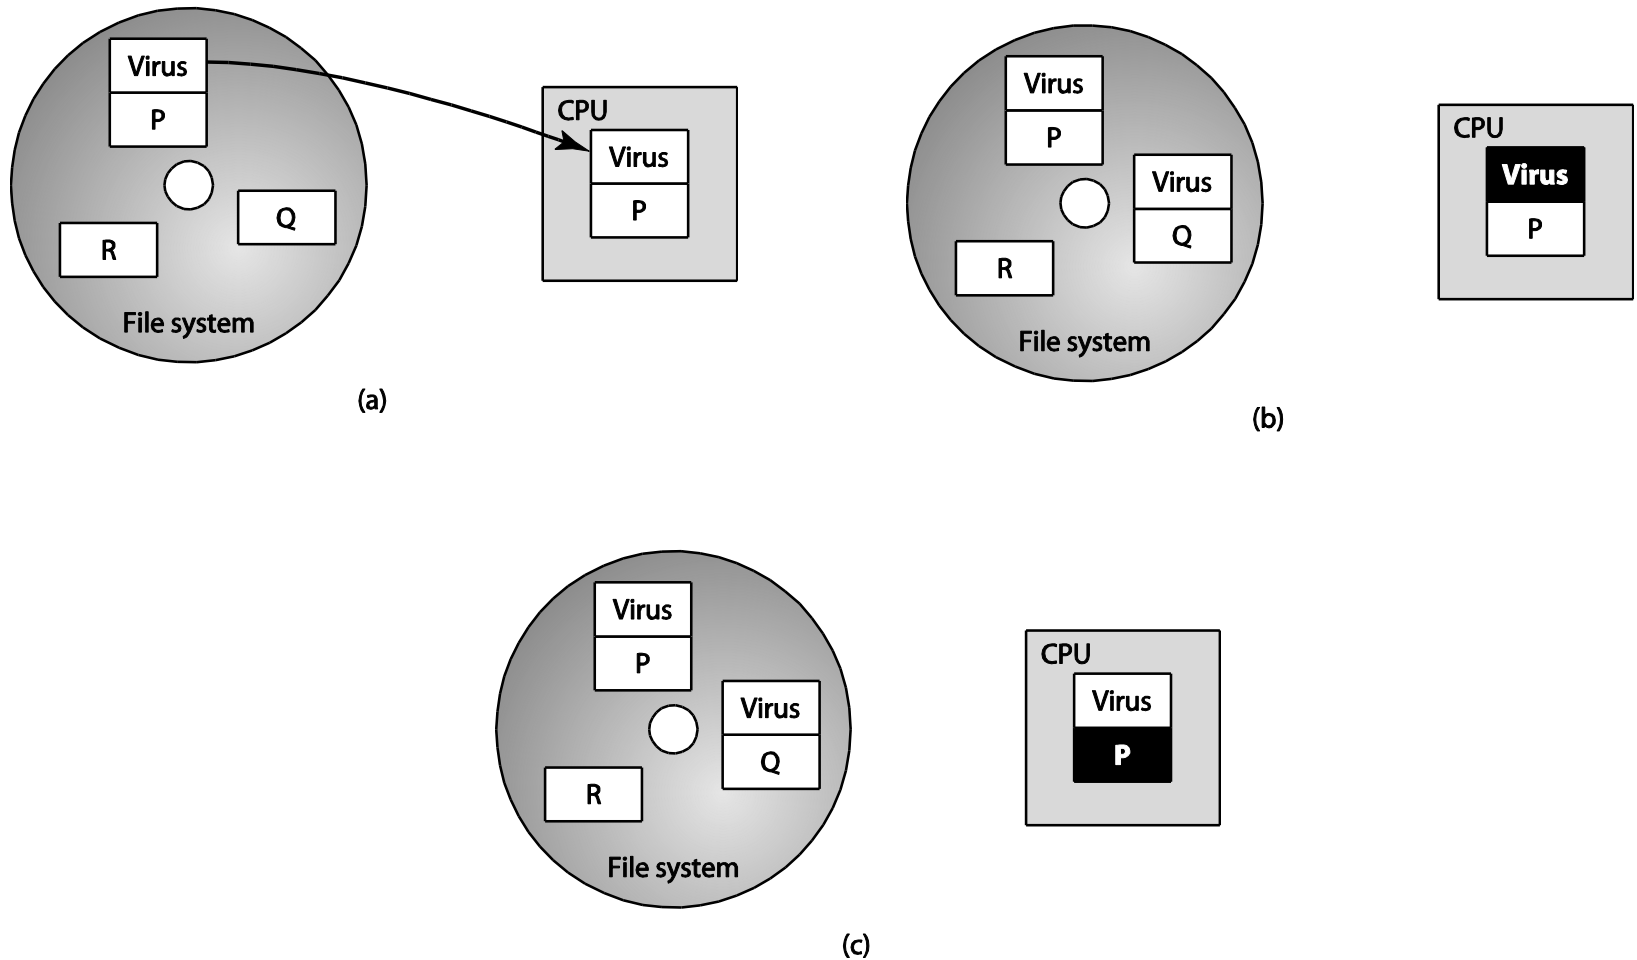 Virus
P
Q
R
File system
CPU
Virus
P
(a)
Virus
P
Virus
Q
R
File system
CPU
Virus
P
(b)
Virus
P
Virus
Q
R
File system
CPU
Virus
P
(c)